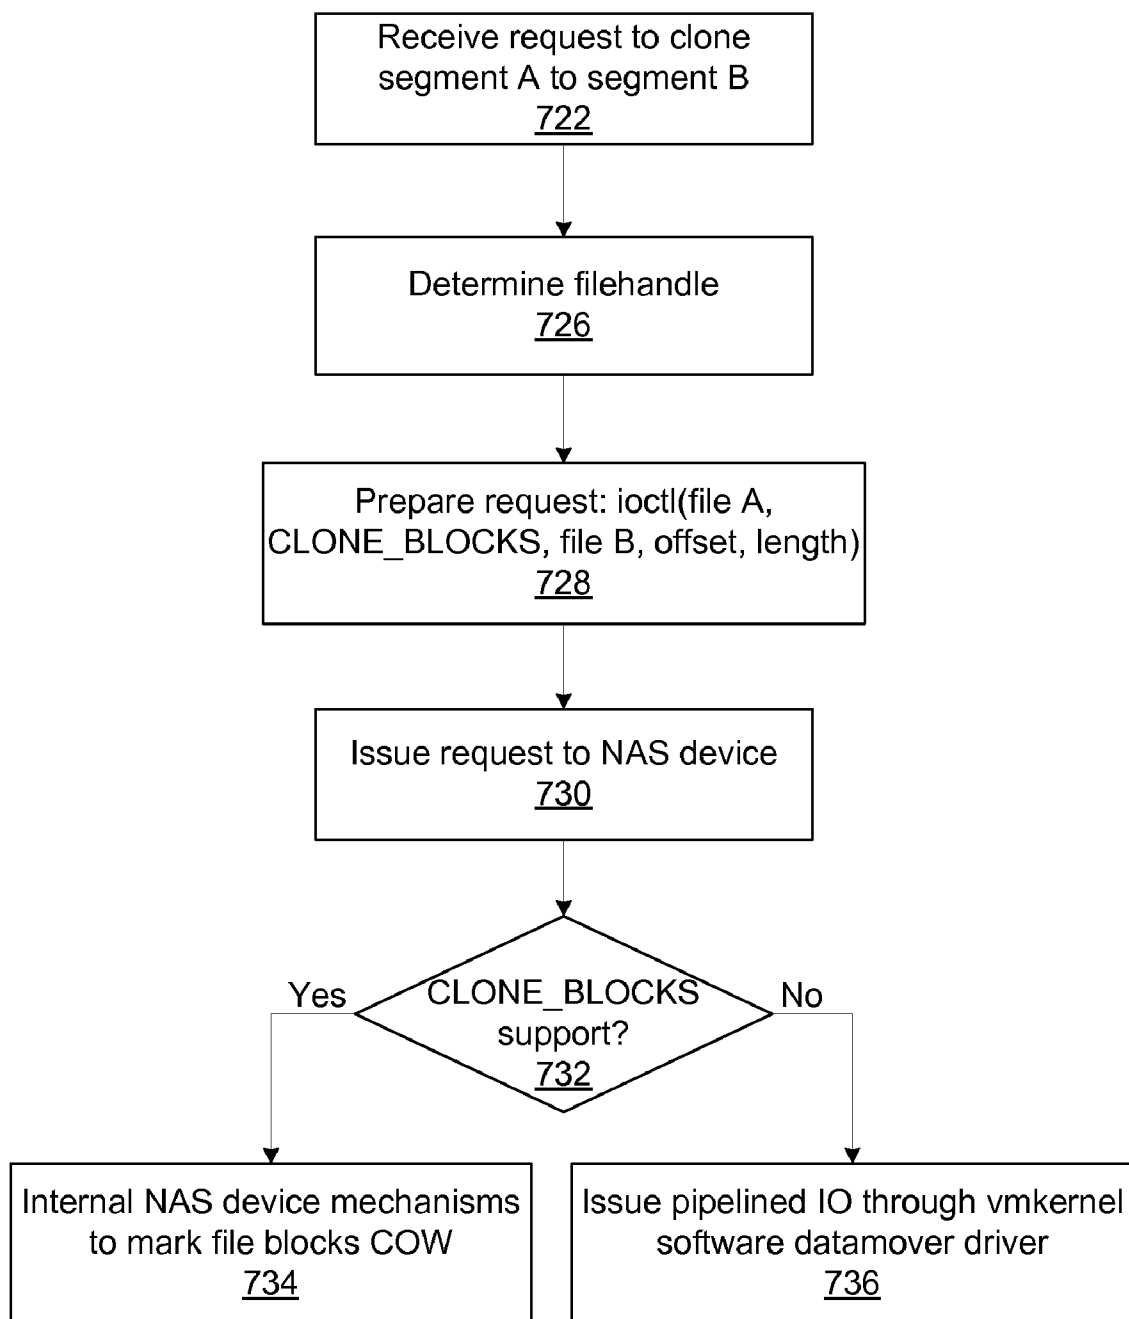 Receive request to clone
segment A to segment B
722
Determine filehandle
726
Prepare request: ioctl(file A,
CLONE_BLOCKS, file B, offset, length)
728
Issue request to NAS device
730
Yes
CLONE_BLOCKS
support?
732
No
Internal NAS device mechanisms
to mark file blocks COW
734
Issue pipelined IO through vmkernel
software datamover driver
736